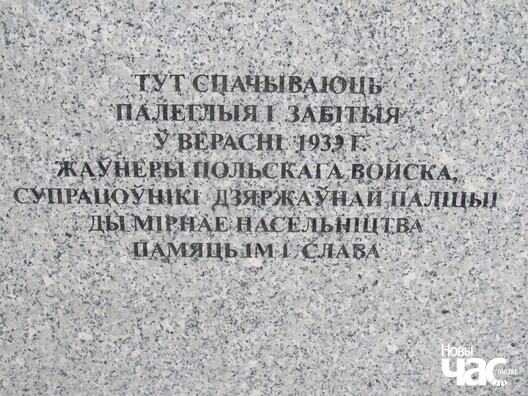 ТУТ СПАЧЫВАЮЦЬ
ПАЛЕГЛЫЯ І ЗАБІТЫЯ
Ў ВЕРАСНІ 1939 Г.
ЖАЎНЕРЫ ПОЛЬСКАГА ВОЙСКА,
СУПРАЦОЎНІКІ ДЗЯРЖАЎНАЙ ПАЛІЦЫІ
ДЫ МІРНАЕ НАСЕЛЬНІЦТВА
ПАМЯЦЬ ІМ І СЛАВА
Новы
Час
ONLINE